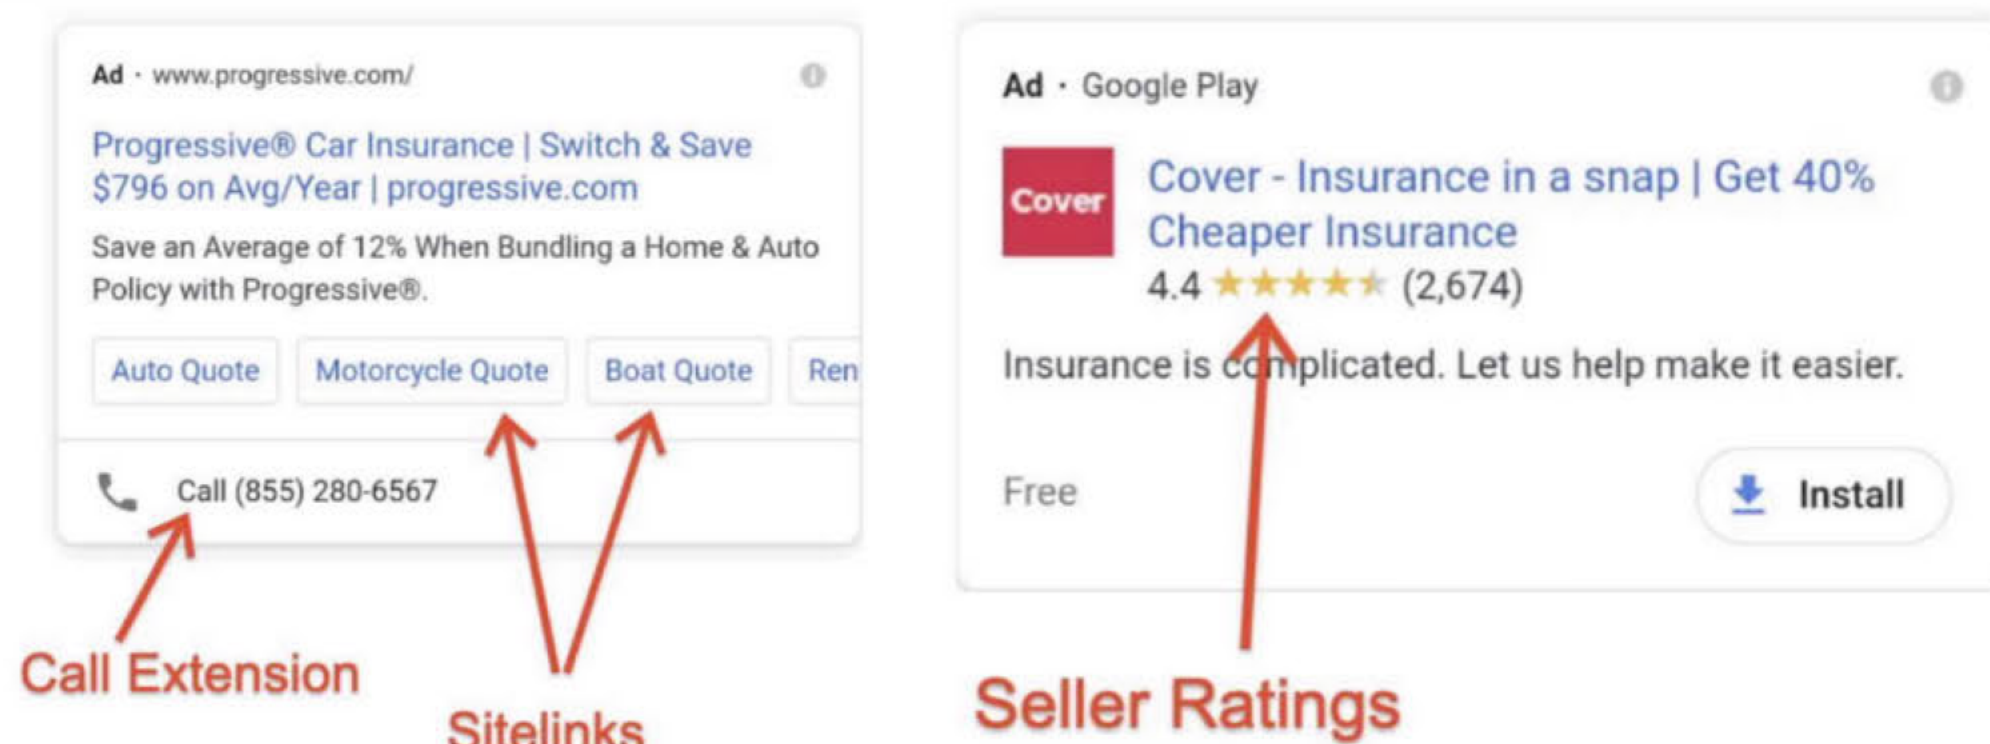 Ad · www.progressive.com/
Progressive® Car Insurance | Switch & Save
$796 on Avg/Year | progressive.com
Save an Average of 12% When Bundling a Home & Auto
Policy with Progressive®.
Auto Quote Motorcycle Quote Boat Quote Ren
Call (855) 280-6567
Call Extension
Sitelinks
Ad · Google Play
Cover
Cover - Insurance in a snap | Get 40%
Cheaper Insurance
4.4 ★★★★★ (2,674)
Insurance is complicated. Let us help make it easier.
Free
Install
Seller Ratings